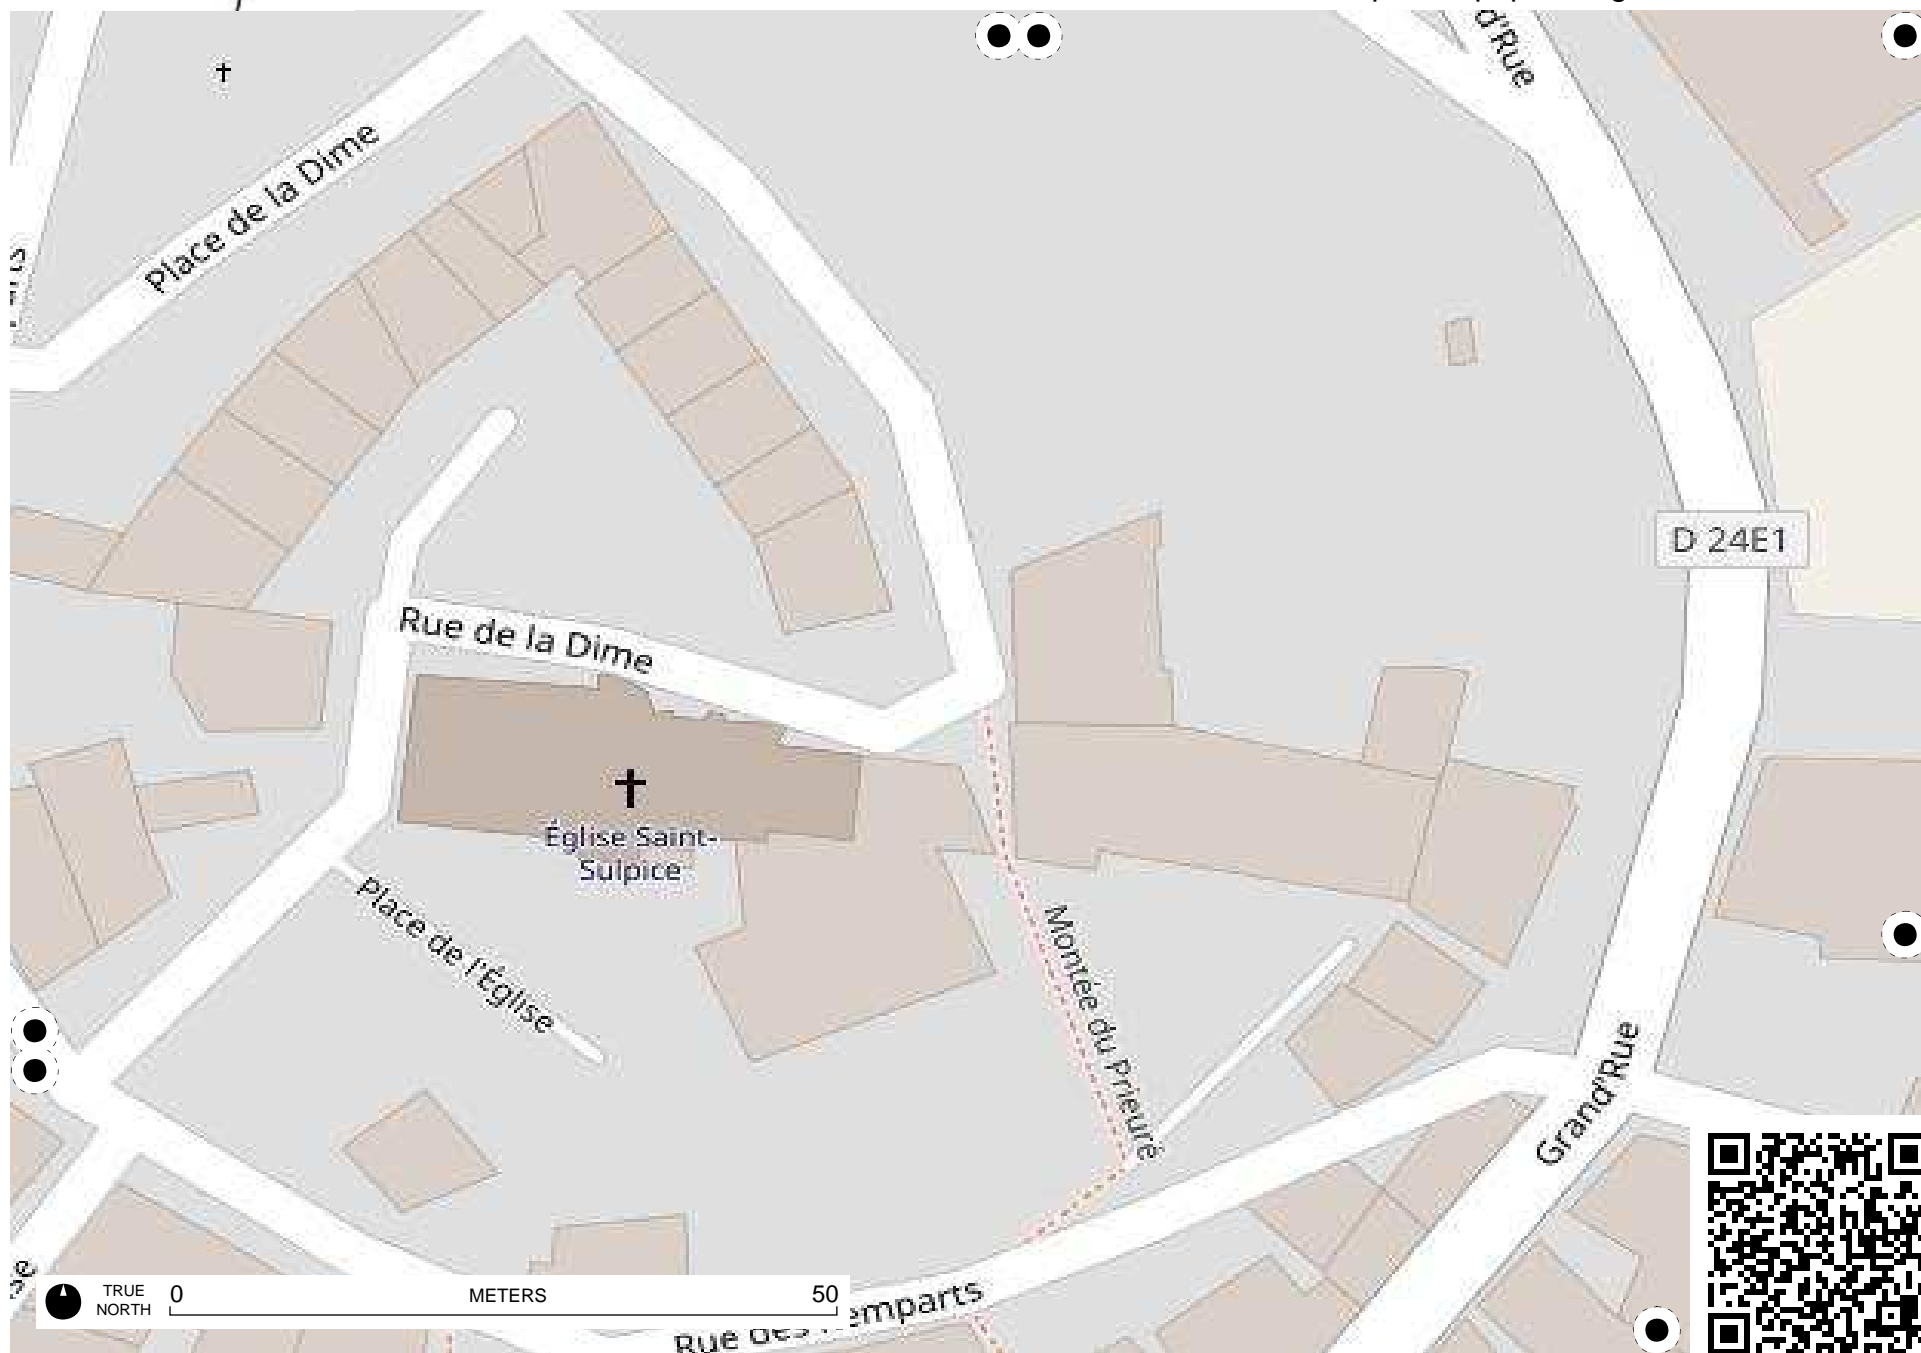 d'Rue
Place de la Dime
D 24E1
Rue de la Dime
Église Saint-
Sulpice
Place de l'Église
Montée du Prieuré
Grand'Rue
TRUE
NORTH
0
METERS
50
Rue des